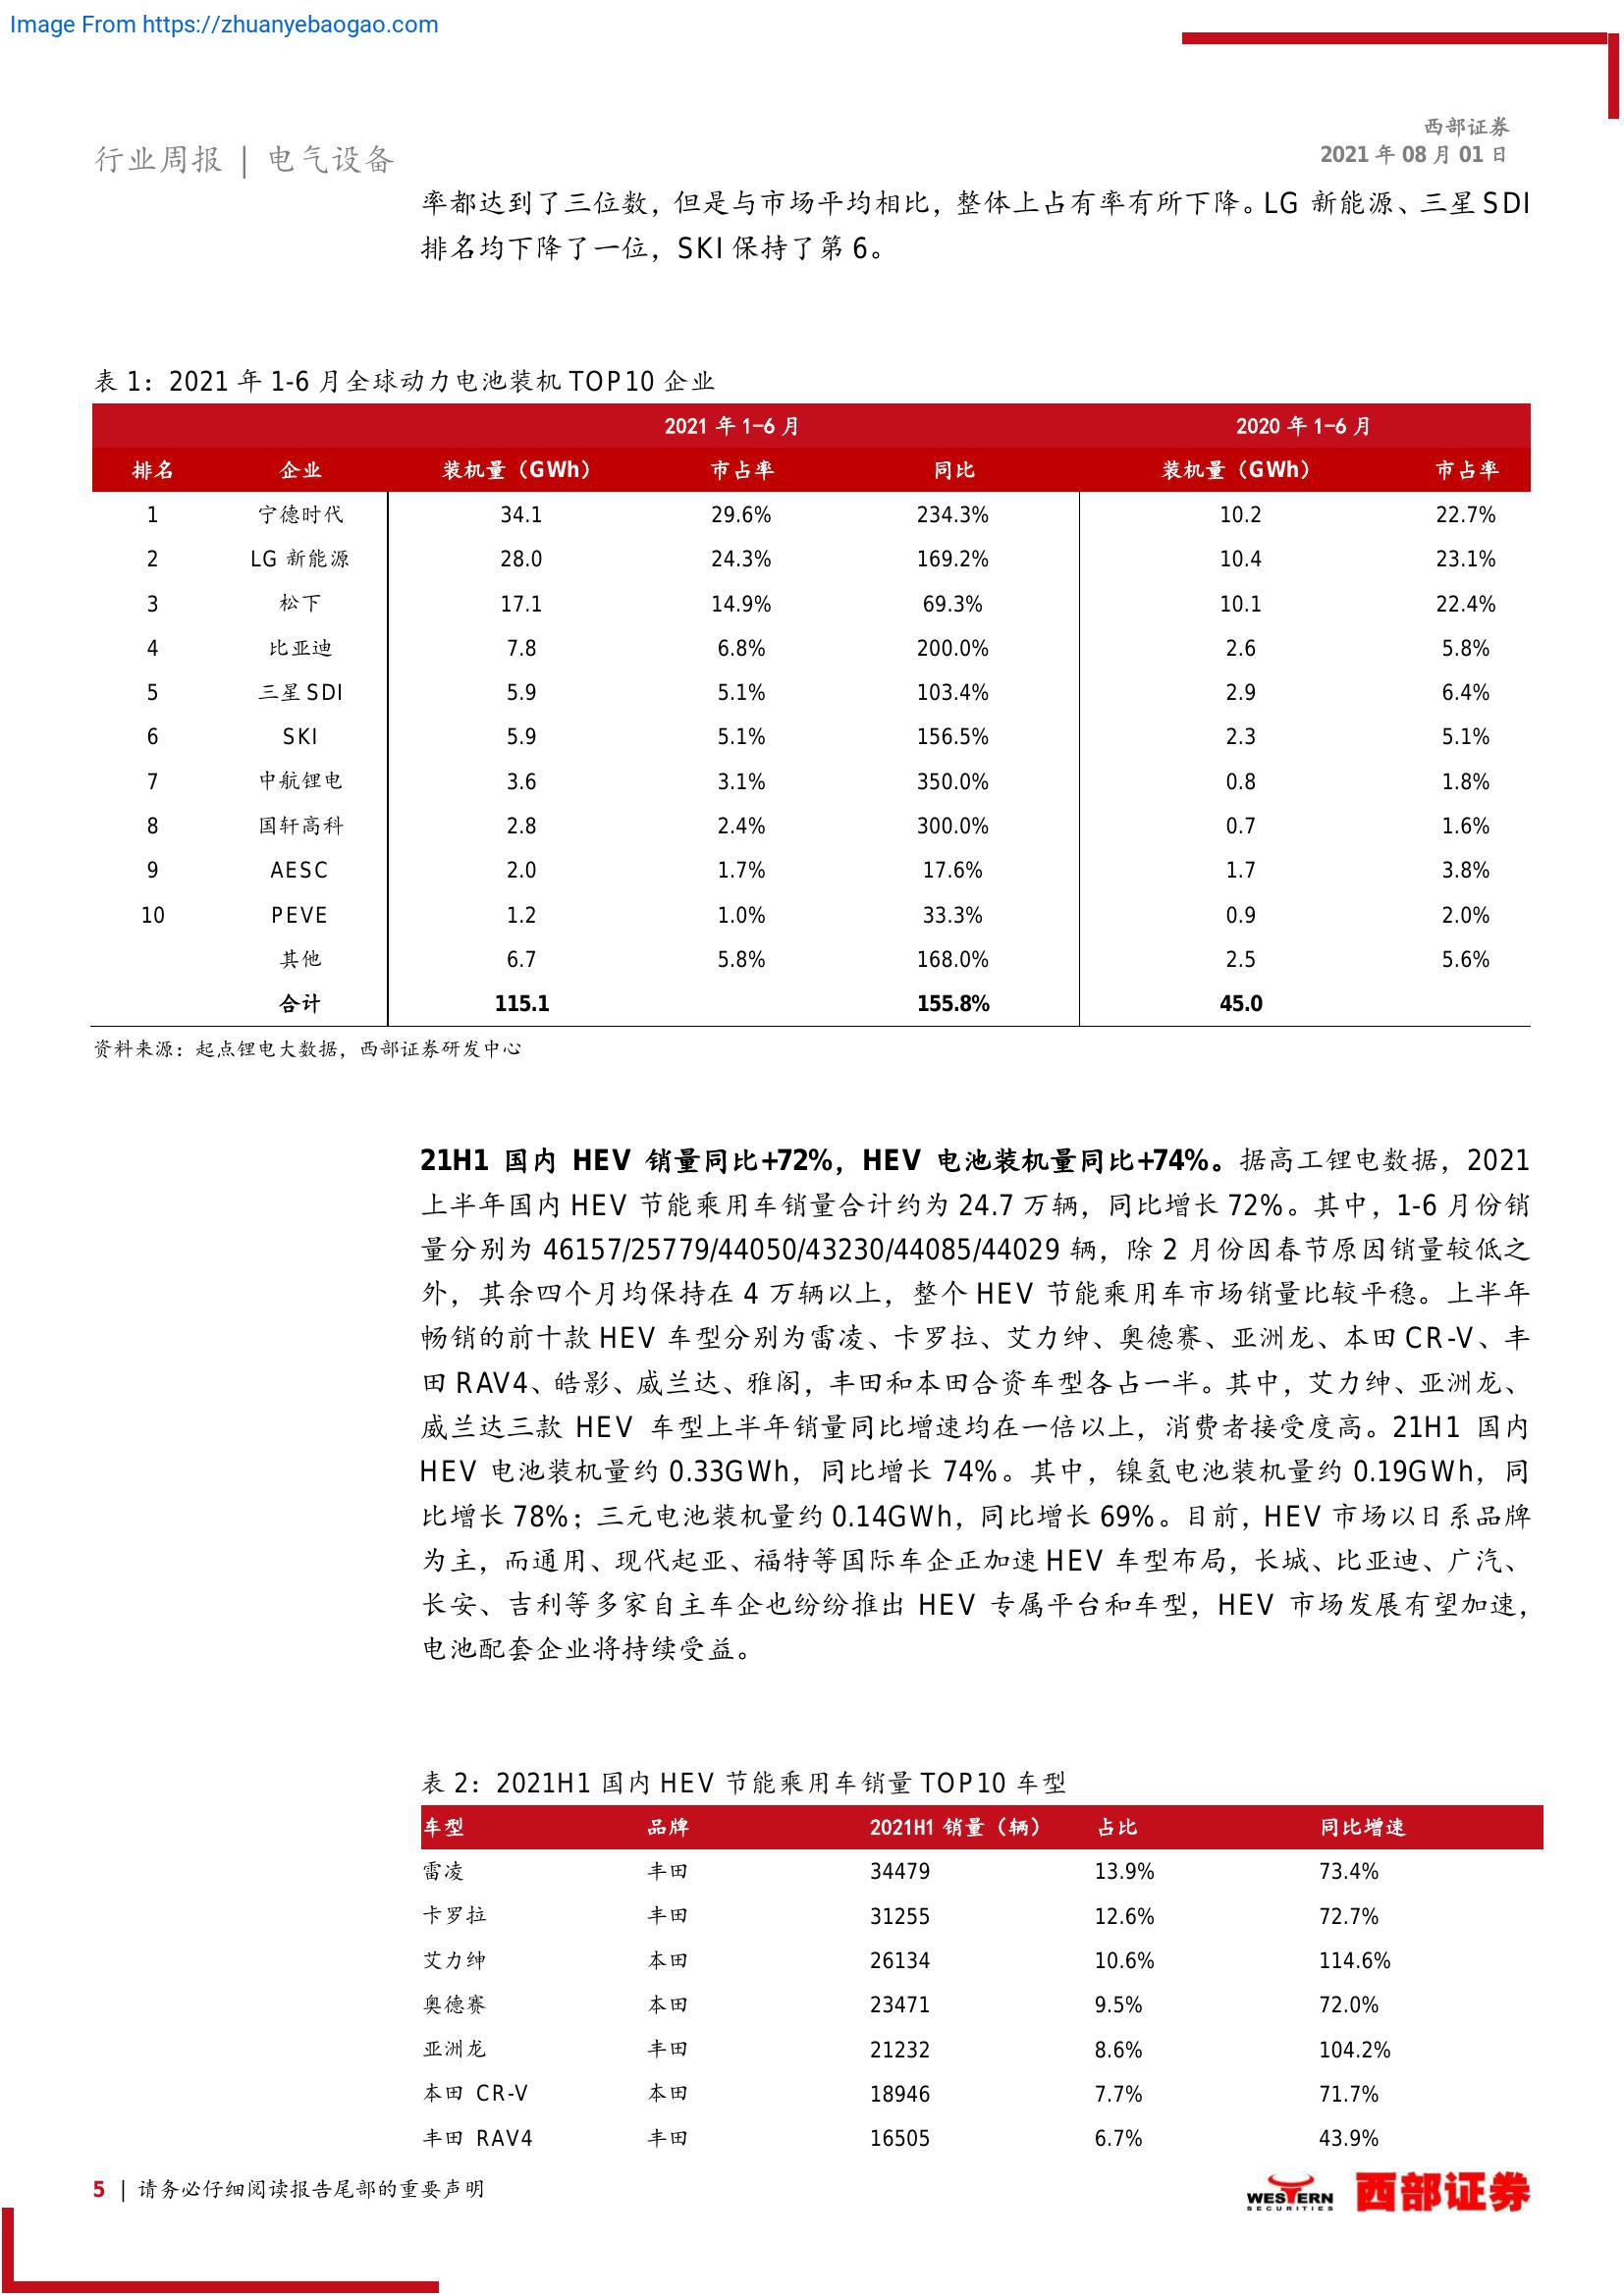 Image From https://zhuanyebaogao.com
西部证券
2021 年 08 月 01 日
行业周报 | 电气设备
率都达到了三位数，但是与市场平均相比，整体上占有率有所下降。LG 新能源、三星 SDI
排名均下降了一位，SKI 保持了第 6。
表 1：2021 年 1-6 月全球动力电池装机 TOP10 企业
2021 年 1-6 月 2020 年 1-6 月
排名 企业 装机量（GWh） 市占率 同比 装机量（GWh） 市占率
1 宁德时代 34.1 29.6% 234.3% 10.2 22.7%
2 LG 新能源 28.0 24.3% 169.2% 10.4 23.1%
3 松下 17.1 14.9% 69.3% 10.1 22.4%
4 比亚迪 7.8 6.8% 200.0% 2.6 5.8%
5 三星 SDI 5.9 5.1% 103.4% 2.9 6.4%
6 SKI 5.9 5.1% 156.5% 2.3 5.1%
7 中航锂电 3.6 3.1% 350.0% 0.8 1.8%
8 国轩高科 2.8 2.4% 300.0% 0.7 1.6%
9 AESC 2.0 1.7% 17.6% 1.7 3.8%
10 PEVE 1.2 1.0% 33.3% 0.9 2.0%
其他 6.7 5.8% 168.0% 2.5 5.6%
合计 115.1 155.8% 45.0
资料来源：起点锂电大数据，西部证券研发中心
21H1 国内 HEV 销量同比+72%，HEV 电池装机量同比+74%。据高工锂电数据，2021
上半年国内 HEV 节能乘用车销量合计约为 24.7 万辆，同比增长 72%。其中，1-6 月份销
量分别为 46157/25779/44050/43230/44085/44029 辆，除 2 月份因春节原因销量较低之
外，其余四个月均保持在 4 万辆以上，整个 HEV 节能乘用车市场销量比较平稳。上半年
畅销的前十款 HEV 车型分别为雷凌、卡罗拉、艾力绅、奥德赛、亚洲龙、本田 CR-V、丰
田 RAV4、皓影、威兰达、雅阁，丰田和本田合资车型各占一半。其中，艾力绅、亚洲龙、
威兰达三款 HEV 车型上半年销量同比增速均在一倍以上，消费者接受度高。21H1 国内
HEV 电池装机量约 0.33GWh，同比增长 74%。其中，镍氢电池装机量约 0.19GWh，同
比增长 78%；三元电池装机量约 0.14GWh，同比增长 69%。目前，HEV 市场以日系品牌
为主，而通用、现代起亚、福特等国际车企正加速 HEV 车型布局，长城、比亚迪、广汽、
长安、吉利等多家自主车企也纷纷推出 HEV 专属平台和车型，HEV 市场发展有望加速，
电池配套企业将持续受益。
表 2：2021H1 国内 HEV 节能乘用车销量 TOP10 车型
车型 品牌 2021H1 销量（辆） 占比 同比增速
雷凌 丰田 34479 13.9% 73.4%
卡罗拉 丰田 31255 12.6% 72.7%
艾力绅 本田 26134 10.6% 114.6%
奥德赛 本田 23471 9.5% 72.0%
亚洲龙 丰田 21232 8.6% 104.2%
本田 CR-V 本田 18946 7.7% 71.7%
丰田 RAV4 丰田 16505 6.7% 43.9%
5 | 请务必仔细阅读报告尾部的重要声明
WESTERN
SECURITIES
西部证券